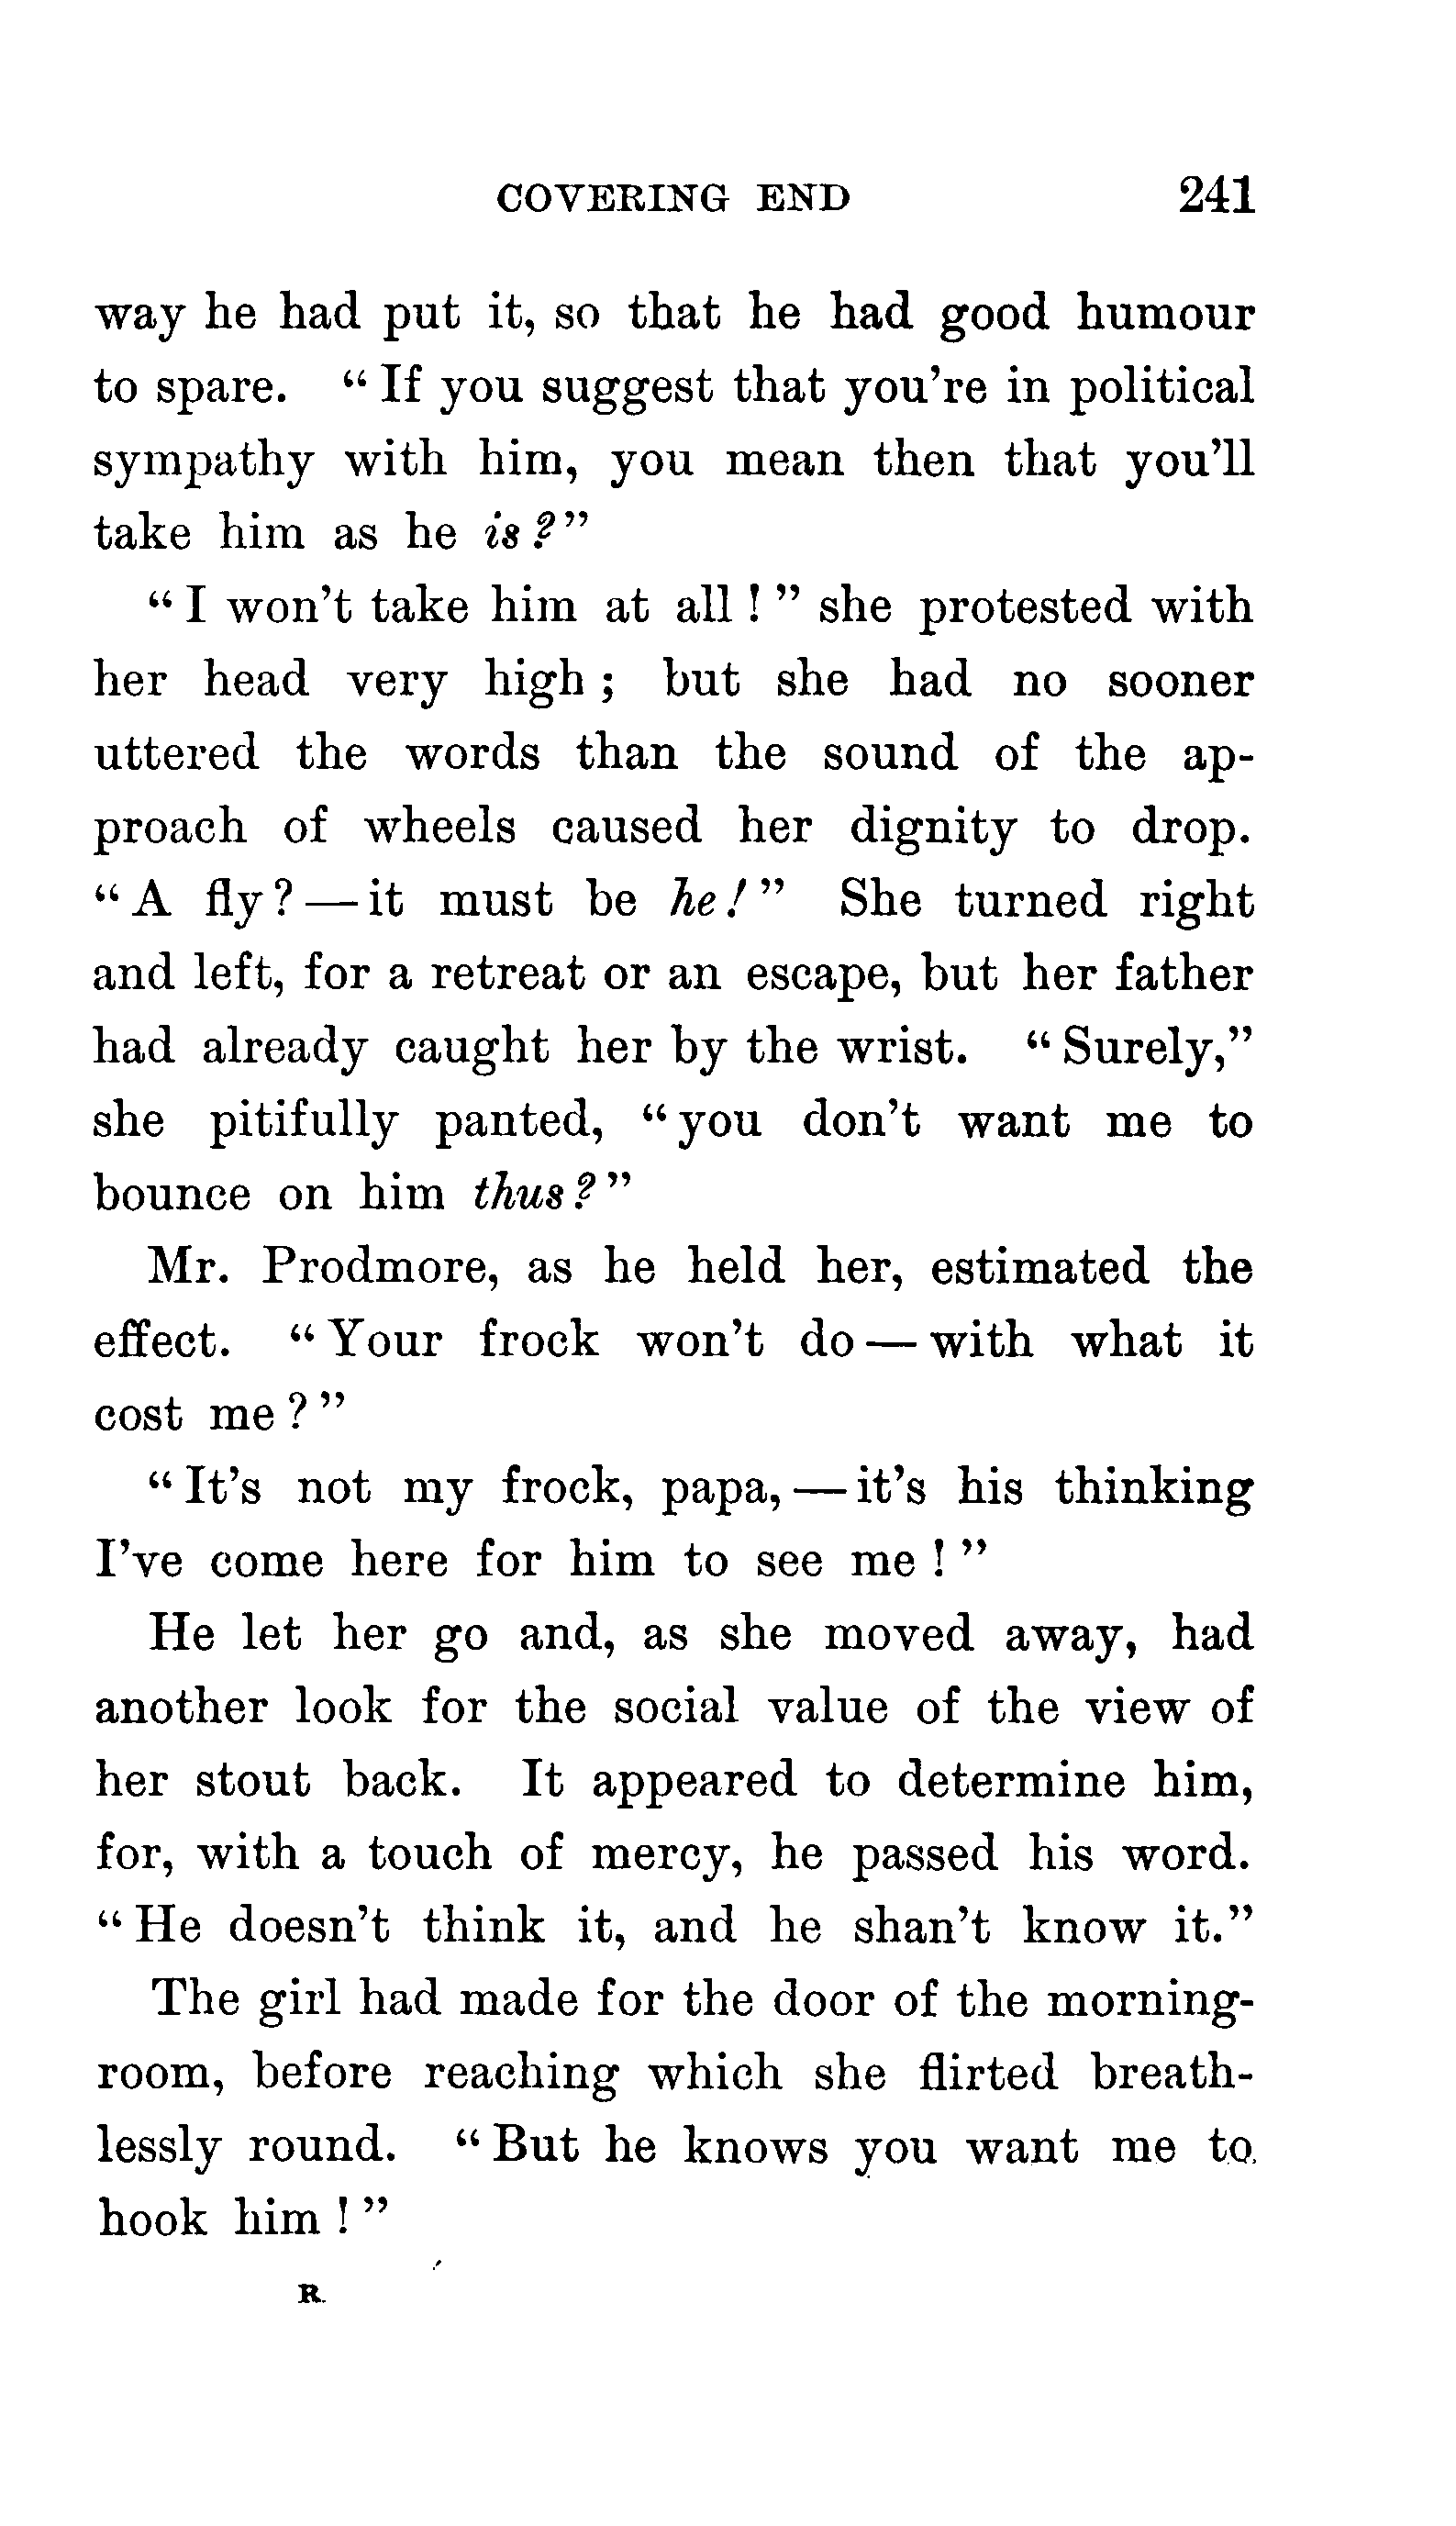 COVERING END 241
way he had put it, so that he had good humour
to spare. “If you suggest that you’re in political
sympathy with him, you mean then that you’ll
take him as he is?”
“I won’t take him at all!” she protested with
her head very high; but she had no sooner
uttered the words than the sound of the ap-
proach of wheels caused her dignity to drop.
“A fly?—it must be he!” She turned right
and left, for a retreat or an escape, but her father
had already caught her by the wrist. “Surely,”
she pitifully panted, “you don’t want me to
bounce on him thus?”
Mr. Prodmore, as he held her, estimated the
effect. “Your frock won’t do—with what it
cost me?”
“It’s not my frock, papa,—it’s his thinking
I’ve come here for him to see me!”
He let her go and, as she moved away, had
another look for the social value of the view of
her stout back. It appeared to determine him,
for, with a touch of mercy, he passed his word.
“He doesn’t think it, and he shan’t know it.”
The girl had made for the door of the morning-
room, before reaching which she flirted breath-
lessly round. “But he knows you want me to
hook him!”
R